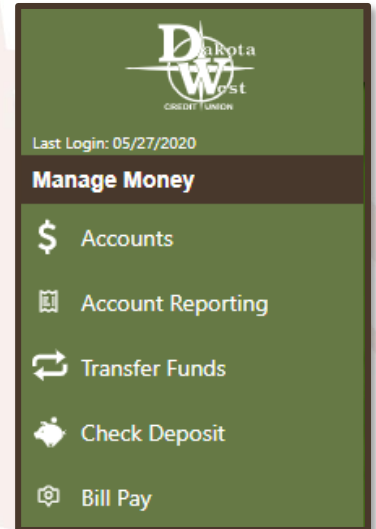 Dakota
West
CREDIT UNION
Last Login: 05/27/2020
Manage Money
$ Accounts
Account Reporting
Transfer Funds
Check Deposit
Bill Pay